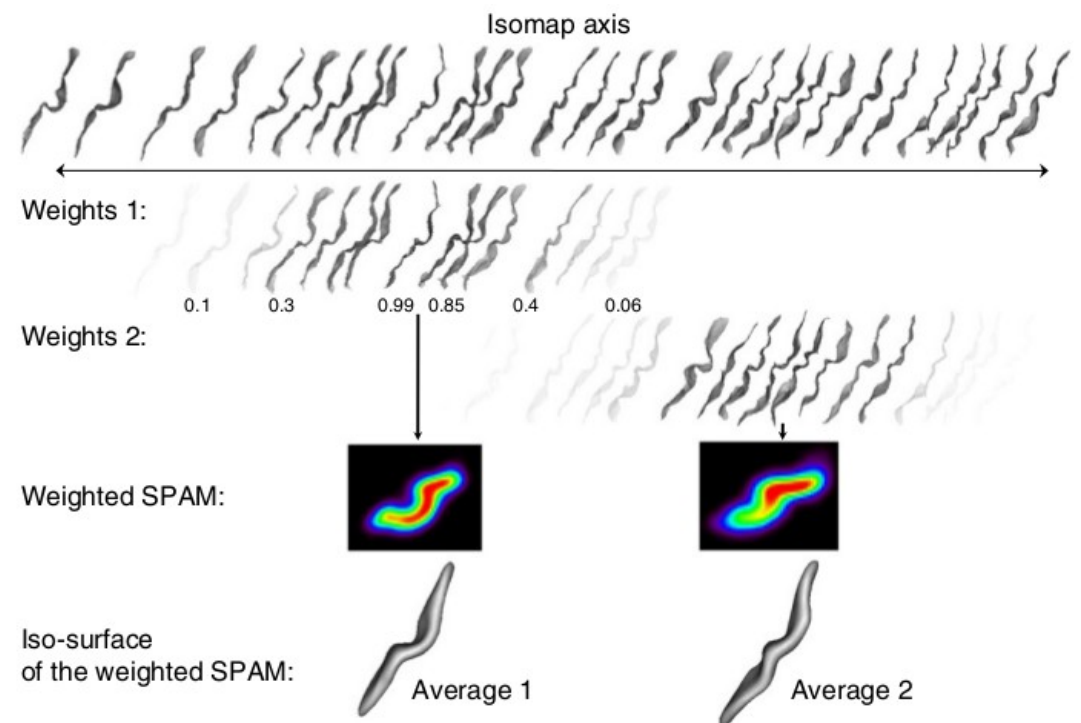 Isomap axis
Weights 1:
0.1 0.3 0.99 0.85 0.4 0.06
Weights 2:
Weighted SPAM:
Iso-surface
of the weighted SPAM:
Average 1 Average 2